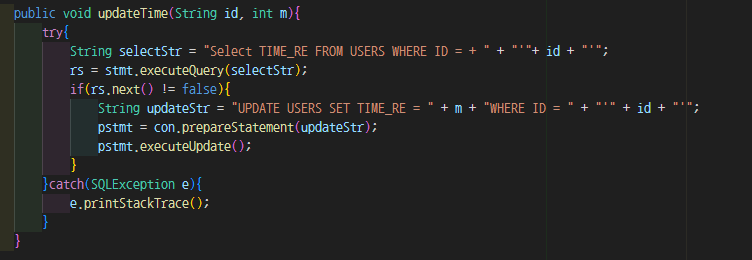 public void updateTime(String id, int m){
try{
String selectStr = "Select TIME_RE FROM USERS WHERE ID = + " + "'"+ id + "'";
rs = stmt.executeQuery(selectStr);
if(rs.next() != false){
String updateStr = "UPDATE USERS SET TIME_RE = " + m + "WHERE ID = " + "'" + id + "'";
pstmt = con.prepareStatement(updateStr);
pstmt.executeUpdate();
}
}catch(SQLException e){
e.printStackTrace();
}
}